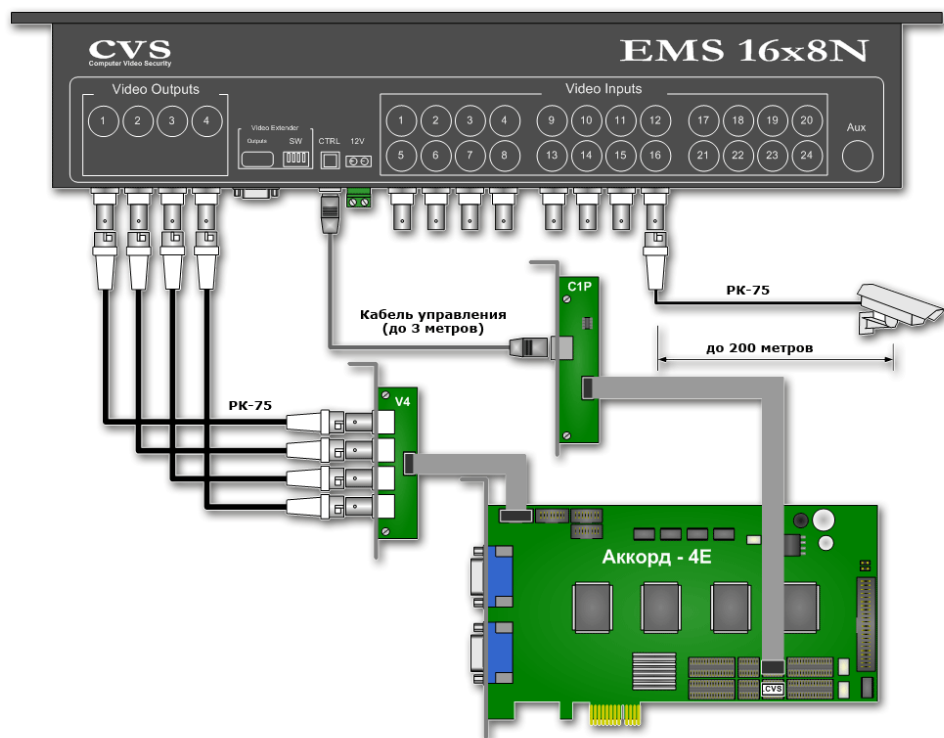 CVS
Computer Video Security
EMS 16x8N
Video Outputs
1 2 3 4
Video Extender
Outputs SW
CTRL 12V
Video Inputs
1 2 3 4 9 10 11 12 17 18 19 20
5 6 7 8 13 14 15 16 21 22 23 24
Aux
C1P
РК-75
Кабель управления
(до 3 метров)
до 200 метров
РК-75
V4
Аккорд - 4E
CVS